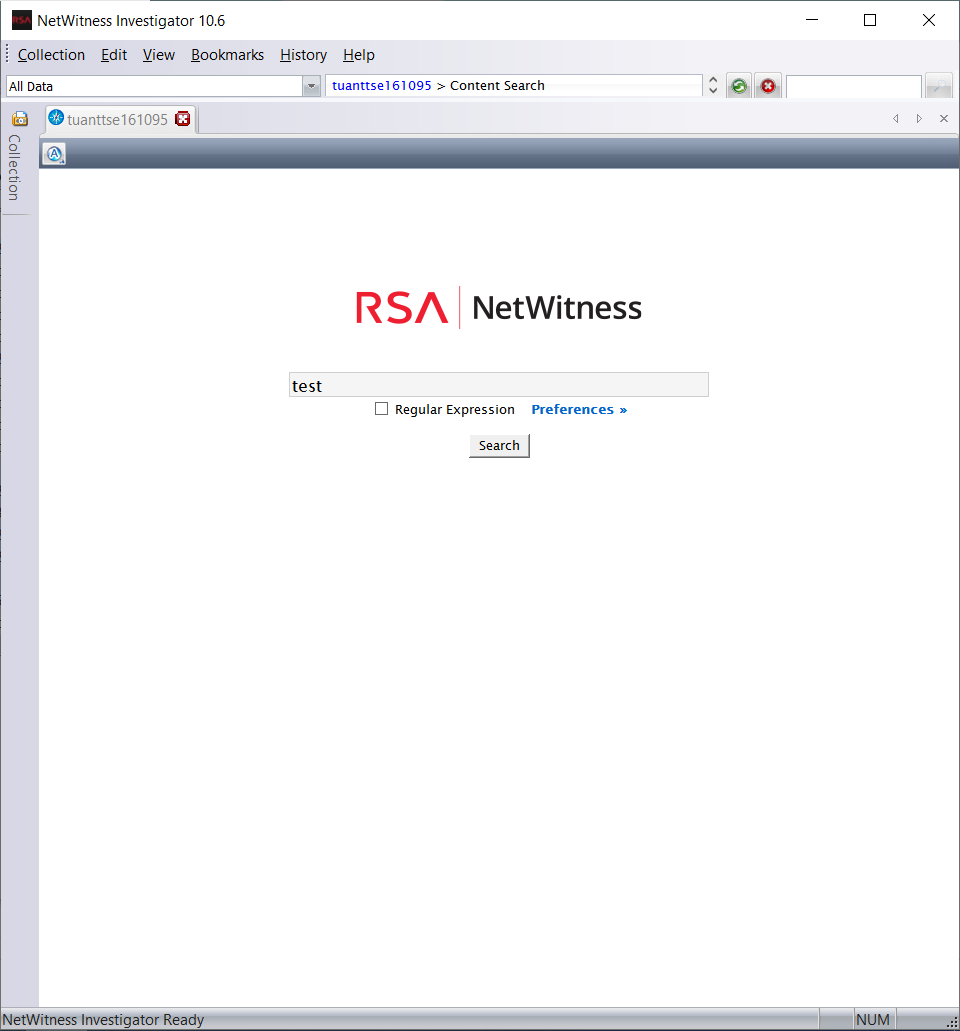 RSA NetWitness Investigator 10.6
Collection Edit View Bookmarks History Help
All Data tuanttse161095 > Content Search
tuanttse161095
Collection
RSA | NetWitness
test
Regular Expression Preferences »
Search
NetWitness Investigator Ready NUM